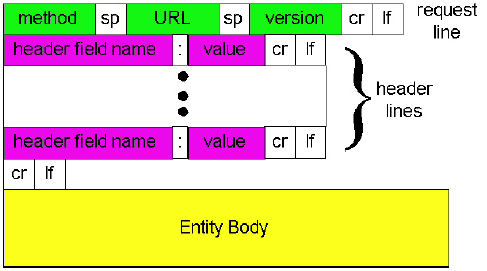 method sp URL sp version cr lf request line
header field name : value cr lf
header lines
header field name : value cr lf
cr lf
Entity Body